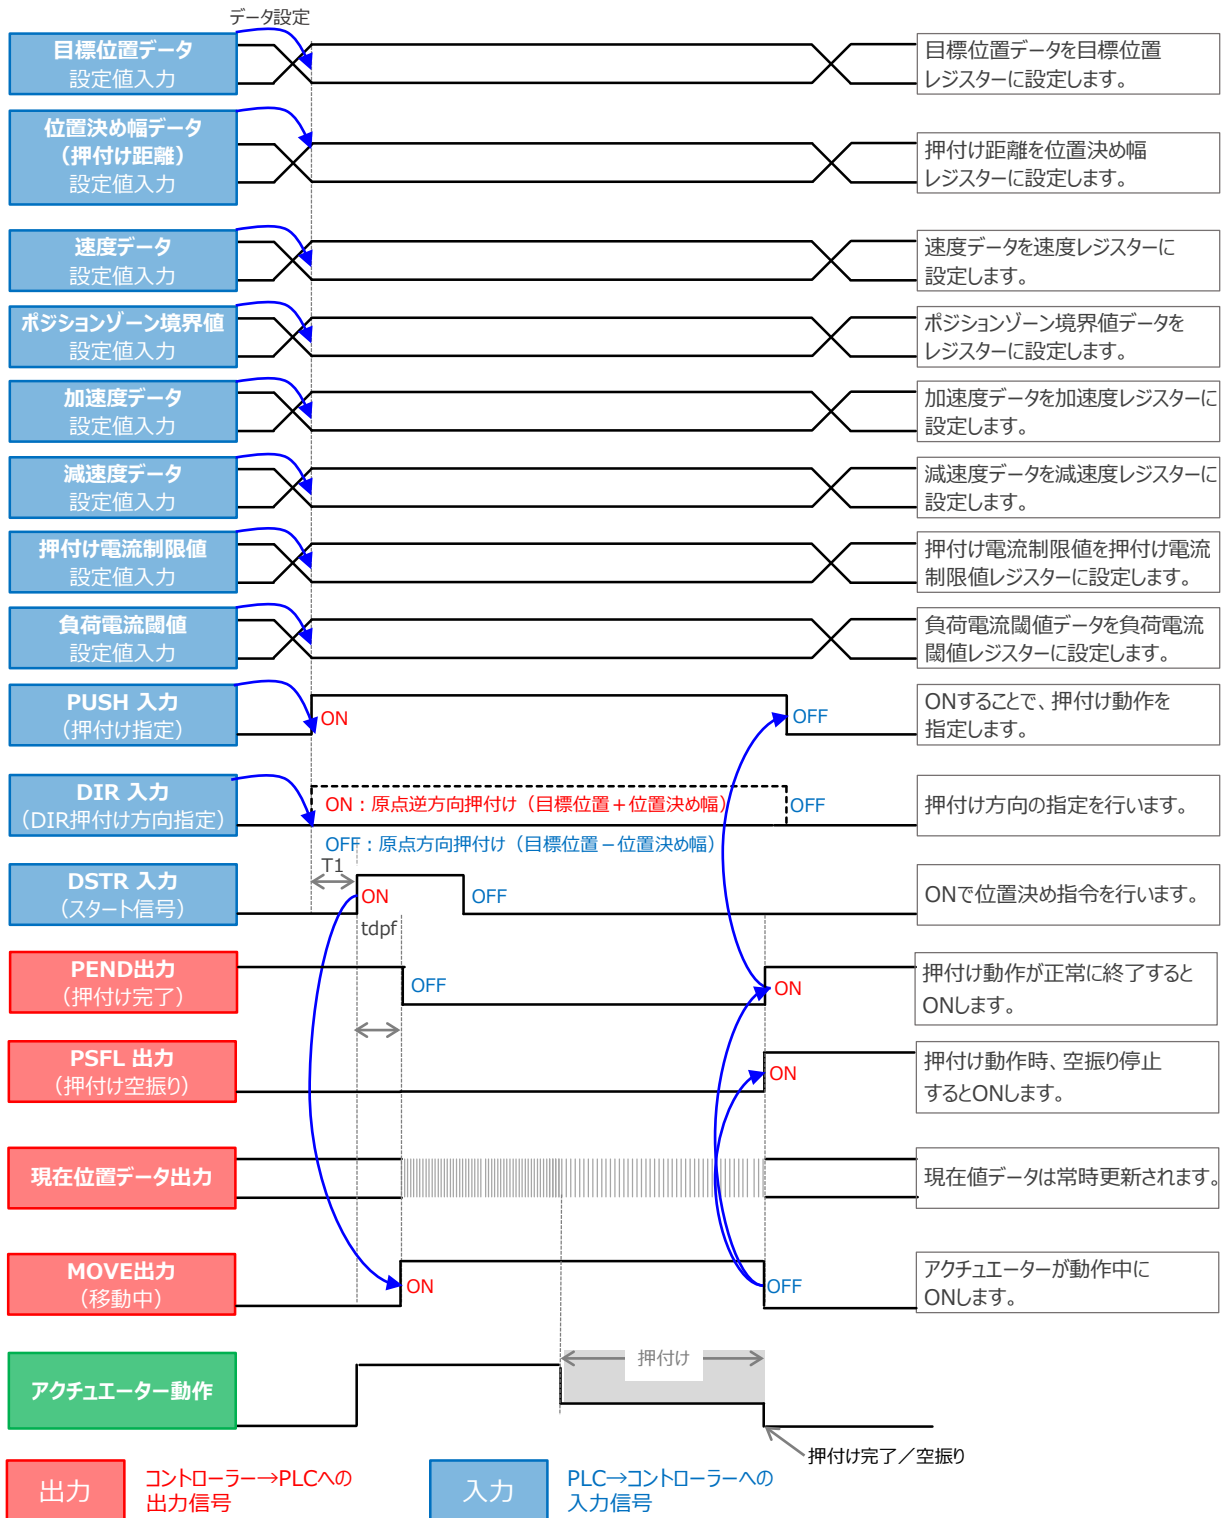 データ設定
目標位置データ
設定値入力
目標位置データを目標位置
レジスターに設定します。
位置決め幅データ
（押付け距離）
設定値入力
押付け距離を位置決め幅
レジスターに設定します。
速度データ
設定値入力
速度データを速度レジスターに
設定します。
ポジションゾーン境界値
設定値入力
ポジションゾーン境界値データを
レジスターに設定します。
加速度データ
設定値入力
加速度データを加速度レジスターに
設定します。
減速度データ
設定値入力
減速度データを減速度レジスターに
設定します。
押付け電流制限値
設定値入力
押付け電流制限値を押付け電流
制限値レジスターに設定します。
負荷電流閾値
設定値入力
負荷電流閾値データを負荷電流
閾値レジスターに設定します。
PUSH 入力
（押付け指定）
ON
OFF
ONすることで、押付け動作を
指定します。
DIR 入力
（DIR押付け方向指定）
ON：原点逆方向押付け（目標位置＋位置決め幅）
OFF
OFF：原点方向押付け（目標位置－位置決め幅）
押付け方向の指定を行います。
T1
DSTR 入力
（スタート信号）
ON
OFF
ONで位置決め指令を行います。
tdpf
PEND出力
（押付け完了）
OFF
ON
押付け動作が正常に終了すると
ONします。
PSFL 出力
（押付け空振り）
ON
押付け動作時、空振り停止
するとONします。
現在位置データ出力
現在値データは常時更新されます。
MOVE出力
（移動中）
ON
OFF
アクチュエーターが動作中に
ONします。
アクチュエーター動作
押付け
押付け完了／空振り
出力
コントローラー→PLCへの
出力信号
入力
PLC→コントローラーへの
入力信号